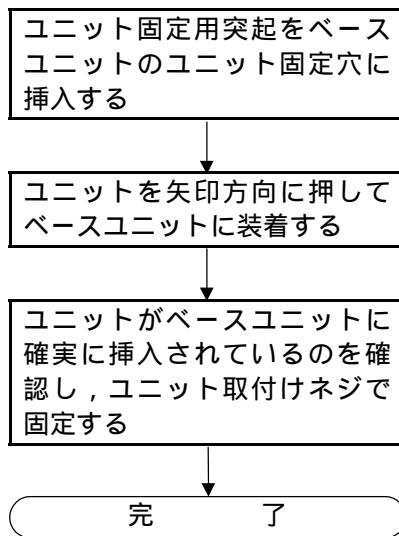 ユニット固定用突起をベース
ユニットのユニット固定穴に
挿入する
ユニットを矢印方向に押して
ベースユニットに装着する
ユニットがベースユニットに
確実に挿入されているのを確
認し，ユニット取付けネジで
固定する
完　　　了